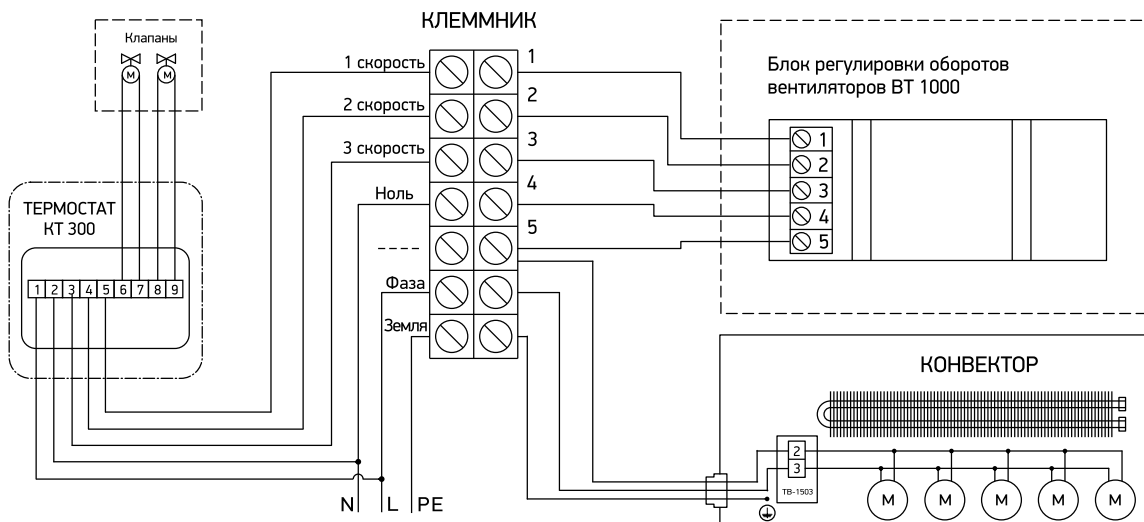 КЛЕММНИК
Клапаны
М М
1 скорость
2 скорость
3 скорость
Ноль
Фаза
Земля
1
2
3
4
5
Блок регулировки оборотов
вентиляторов ВТ 1000
1
2
3
4
5
ТЕРМОСТАТ
КТ 300
1 2 3 4 5 6 7 8 9
N L PE
КОНВЕКТОР
2
3
ТВ-1503
М М М М М